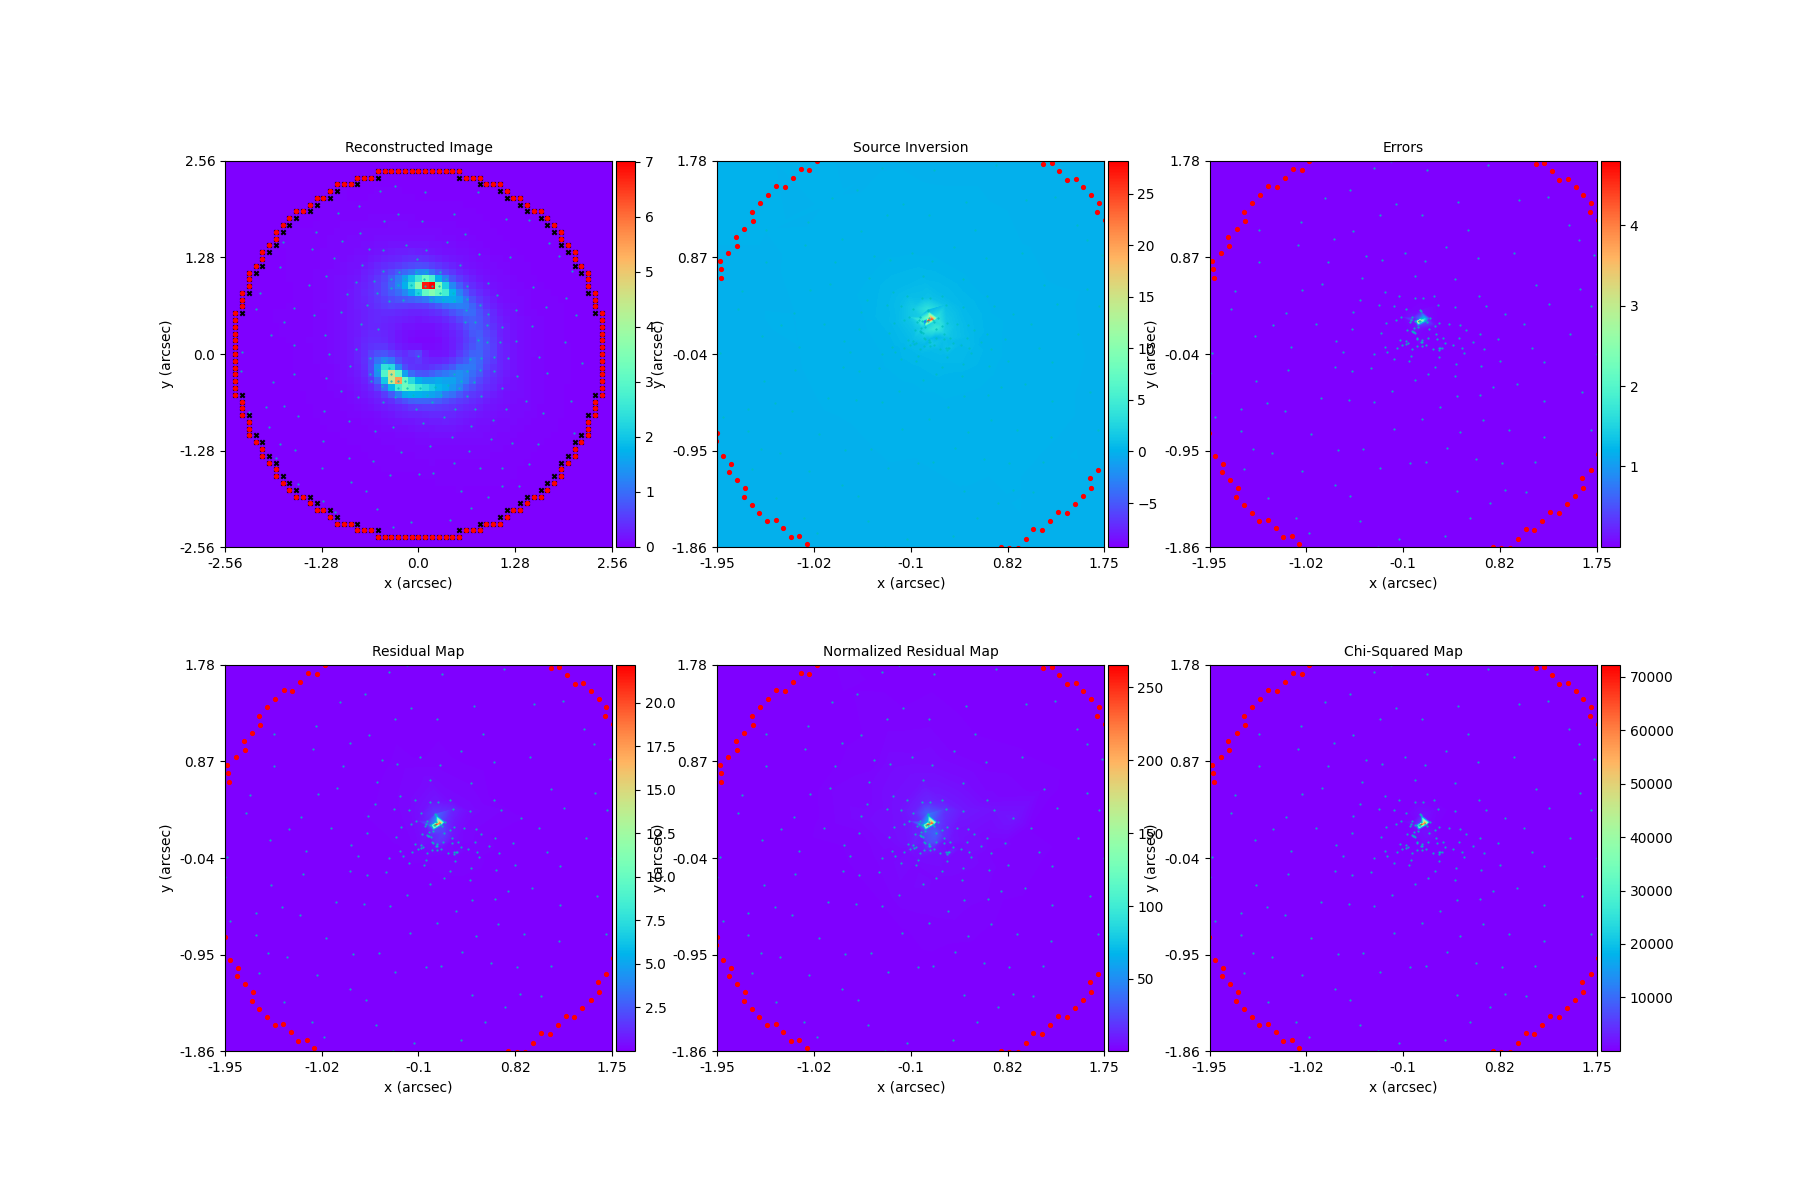 Reconstructed Image
2.56
1.28
0.0
-1.28
-2.56
y (arcsec)
-2.56 -1.28 0.0 1.28 2.56
x (arcsec)
7
6
5
4
3
2
1
0
Source Inversion
1.78
0.87
-0.04
-0.95
-1.86
y (arcsec)
-1.95 -1.02 -0.1 0.82 1.75
x (arcsec)
25
20
15
10
5
0
−5
Errors
1.78
0.87
-0.04
-0.95
-1.86
y (arcsec)
-1.95 -1.02 -0.1 0.82 1.75
x (arcsec)
4
3
2
1
Residual Map
1.78
0.87
-0.04
-0.95
-1.86
y (arcsec)
-1.95 -1.02 -0.1 0.82 1.75
x (arcsec)
20.0
17.5
15.0
12.5
10.0
7.5
5.0
2.5
Normalized Residual Map
1.78
0.87
-0.04
-0.95
-1.86
y (arcsec)
-1.95 -1.02 -0.1 0.82 1.75
x (arcsec)
250
200
150
100
50
Chi-Squared Map
1.78
0.87
-0.04
-0.95
-1.86
y (arcsec)
-1.95 -1.02 -0.1 0.82 1.75
x (arcsec)
70000
60000
50000
40000
30000
20000
10000